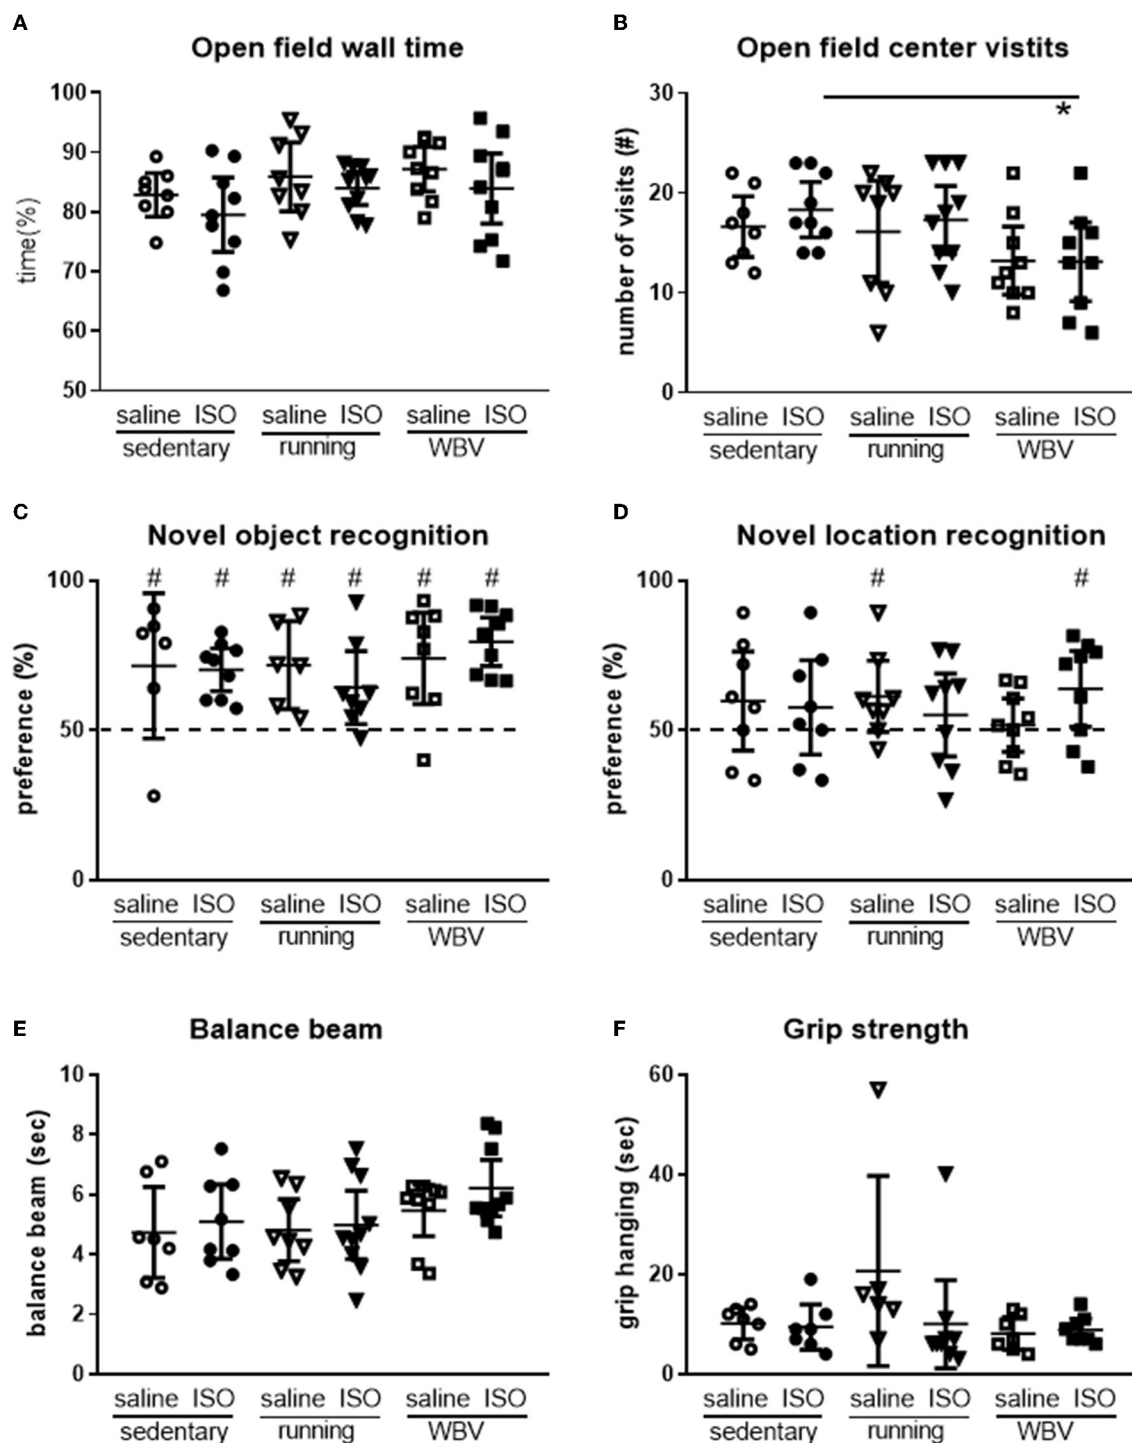 A
Open field wall time
time(%)
100
90
80
70
60
50
saline ISO saline ISO saline ISO
sedentary running WBV
B
Open field center vistits
number of visits (#)
30
20
10
0
*
saline ISO saline ISO saline ISO
sedentary running WBV
C
Novel object recognition
preference (%)
100
50
0
# # # # # #
saline ISO saline ISO saline ISO
sedentary running WBV
D
Novel location recognition
preference (%)
100
50
0
# #
saline ISO saline ISO saline ISO
sedentary running WBV
E
Balance beam
balance beam (sec)
10
8
6
4
2
0
saline ISO saline ISO saline ISO
sedentary running WBV
F
Grip strength
grip hanging (sec)
60
40
20
0
saline ISO saline ISO saline ISO
sedentary running WBV